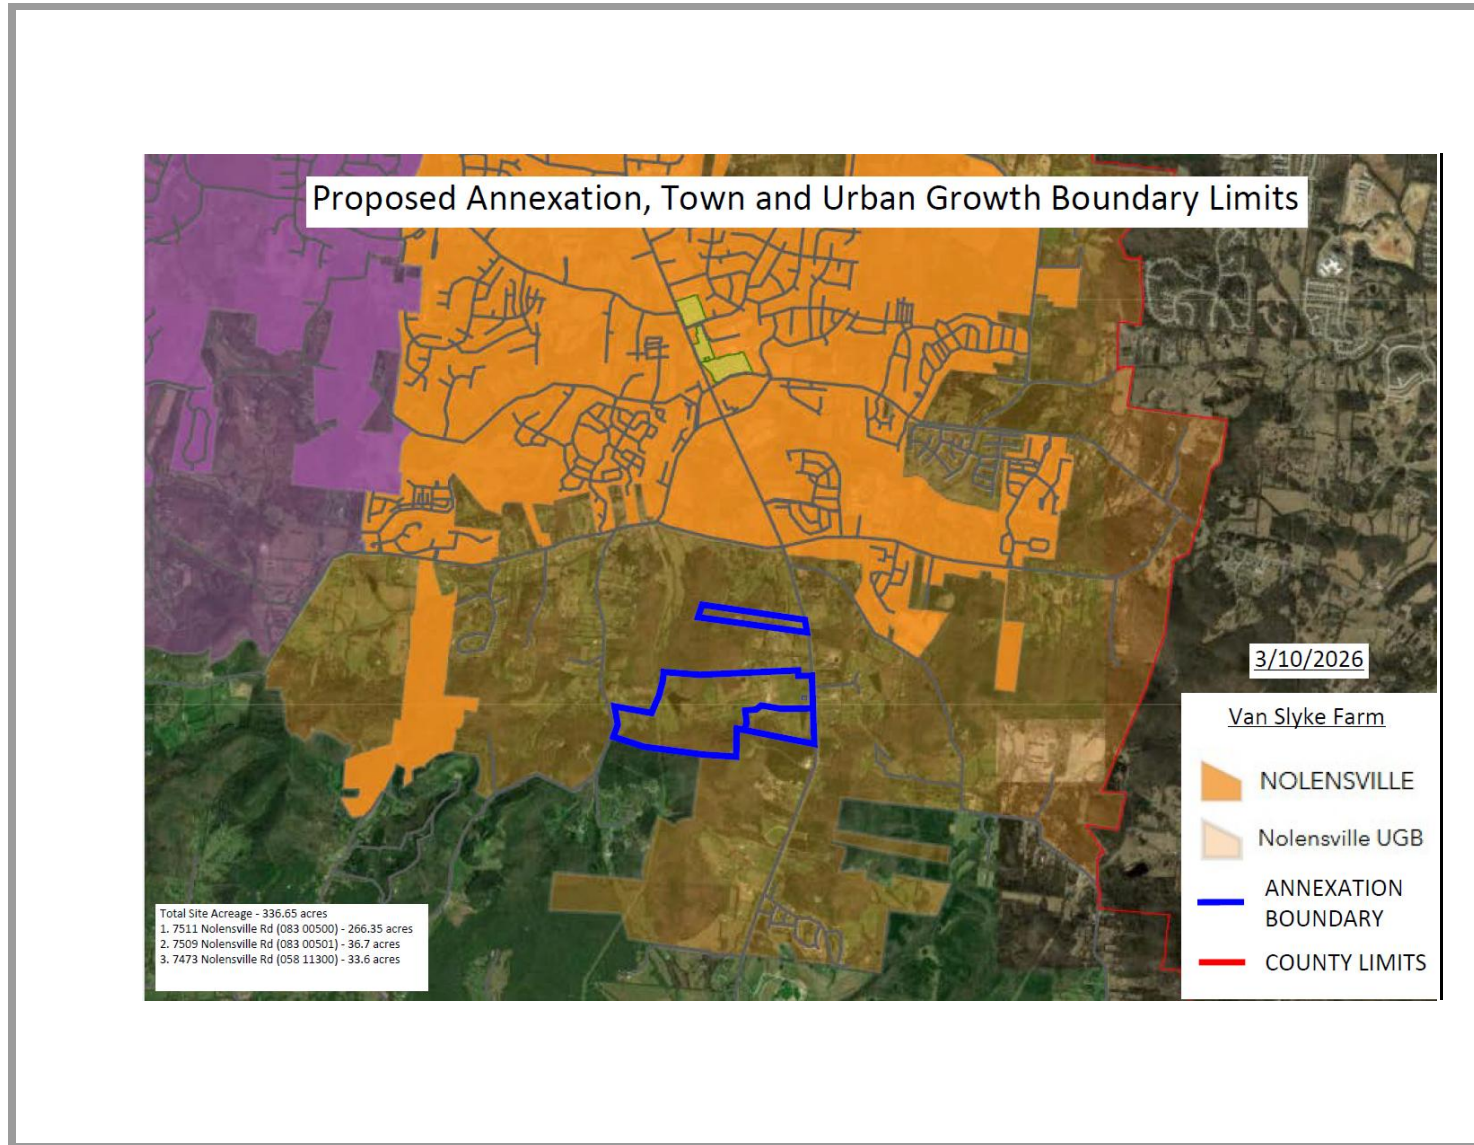 Proposed Annexation, Town and Urban Growth Boundary Limits
3/10/2026
Van Slyke Farm
NOLENSVILLE
Nolensville UGB
ANNEXATION
BOUNDARY
COUNTY LIMITS
Total Site Acreage - 336.65 acres
1. 7511 Nolensville Rd (083 00500) - 266.35 acres
2. 7509 Nolensville Rd (083 00501) - 36.7 acres
3. 7473 Nolensville Rd (058 11300) - 33.6 acres